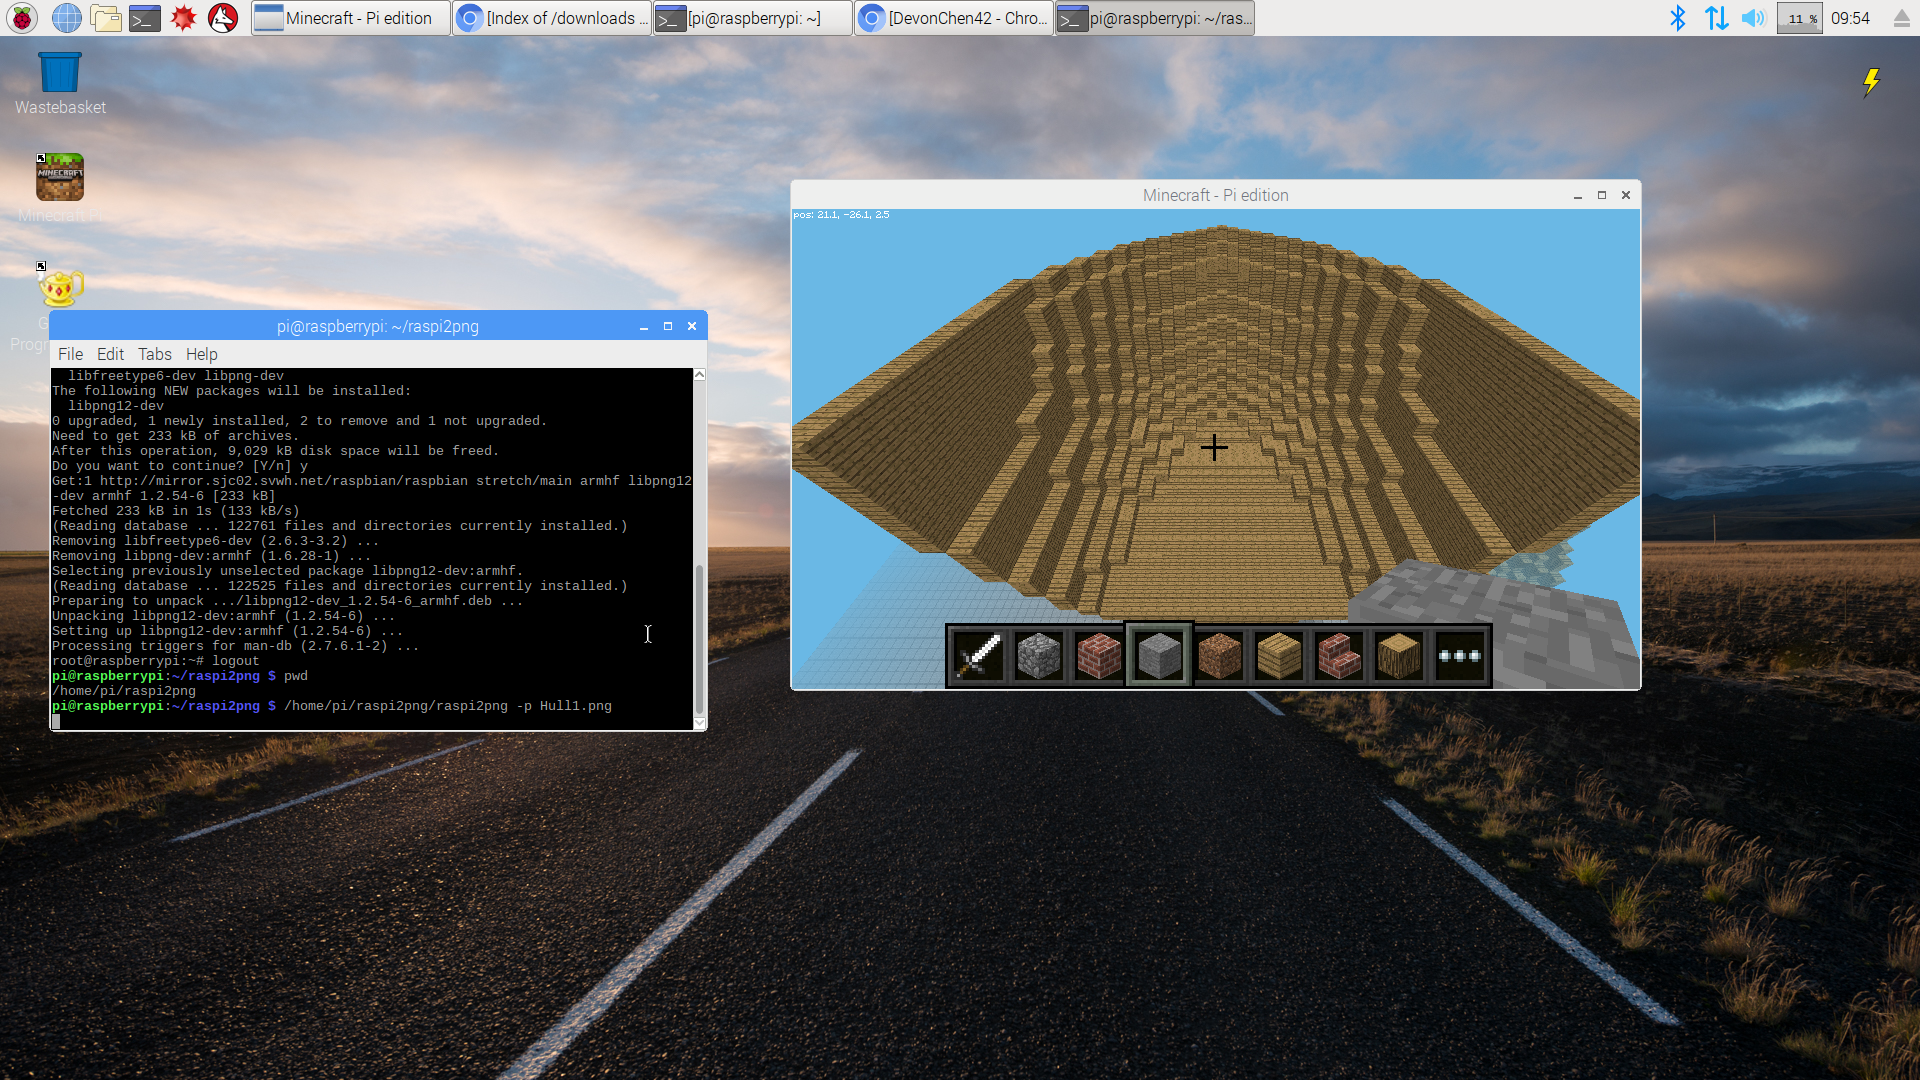 Minecraft - Pi edition
[Index of /downloads ...
[pi@raspberrypi: ~]
[DevonChen42 - Chro...
pi@raspberrypi: ~/ras...
11 %
09:54
Wastebasket
MINECRAFT
Minecraft Pi
Minecraft - Pi edition
pos: 21.1, -26.1, 2.5
G
Progr
pi@raspberrypi: ~/raspi2png
File Edit Tabs Help
  libfreetype6-dev libpng-dev
The following NEW packages will be installed:
  libpng12-dev
0 upgraded, 1 newly installed, 2 to remove and 1 not upgraded.
Need to get 233 kB of archives.
After this operation, 9,029 kB disk space will be freed.
Do you want to continue? [Y/n] y
Get:1 http://mirror.sjc02.svwh.net/raspbian/raspbian stretch/main armhf libpng12
-dev armhf 1.2.54-6 [233 kB]
Fetched 233 kB in 1s (133 kB/s)
(Reading database ... 122761 files and directories currently installed.)
Removing libfreetype6-dev (2.6.3-3.2) ...
Removing libpng-dev:armhf (1.6.28-1) ...
Selecting previously unselected package libpng12-dev:armhf.
(Reading database ... 122525 files and directories currently installed.)
Preparing to unpack .../libpng12-dev_1.2.54-6_armhf.deb ...
Unpacking libpng12-dev:armhf (1.2.54-6) ...
Setting up libpng12-dev:armhf (1.2.54-6) ...
Processing triggers for man-db (2.7.6.1-2) ...
root@raspberrypi:~# logout
pi@raspberrypi:~/raspi2png $ pwd
/home/pi/raspi2png
pi@raspberrypi:~/raspi2png $ /home/pi/raspi2png/raspi2png -p Hull1.png